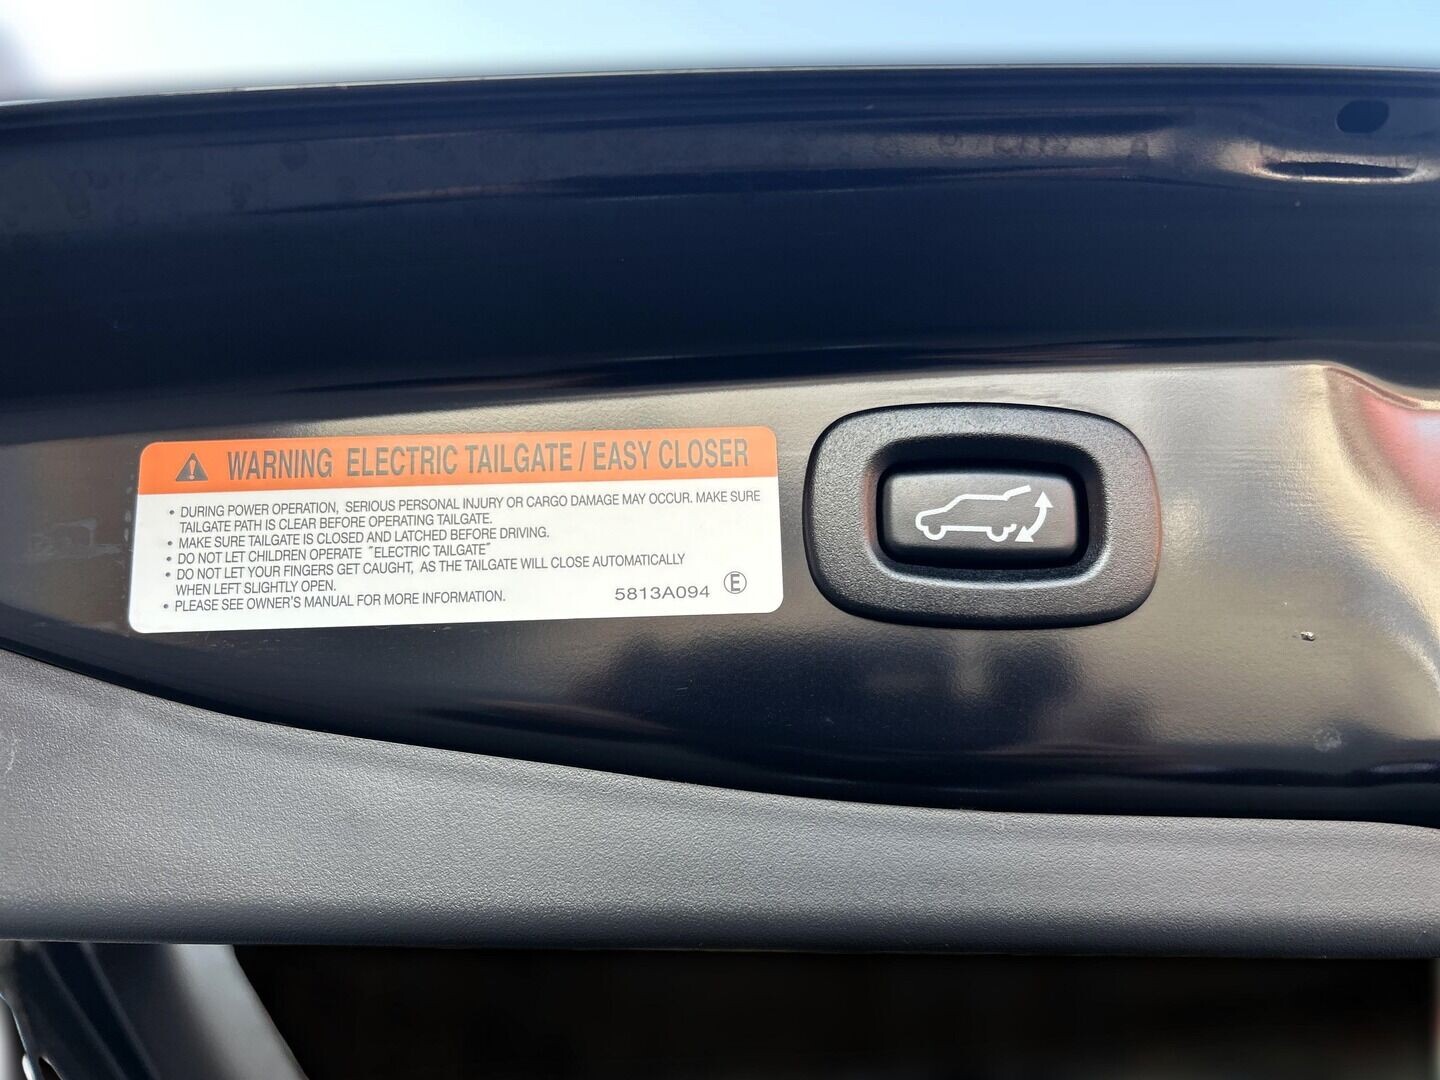 WARNING ELECTRIC TAILGATE / EASY CLOSER
• DURING POWER OPERATION, SERIOUS PERSONAL INJURY OR CARGO DAMAGE MAY OCCUR. MAKE SURE
TAILGATE PATH IS CLEAR BEFORE OPERATING TAILGATE.
• MAKE SURE TAILGATE IS CLOSED AND LATCHED BEFORE DRIVING.
• DO NOT LET CHILDREN OPERATE "ELECTRIC TAILGATE"
• DO NOT LET YOUR FINGERS GET CAUGHT, AS THE TAILGATE WILL CLOSE AUTOMATICALLY
WHEN LEFT SLIGHTLY OPEN.
• PLEASE SEE OWNER'S MANUAL FOR MORE INFORMATION.
5813A094 Ⓔ